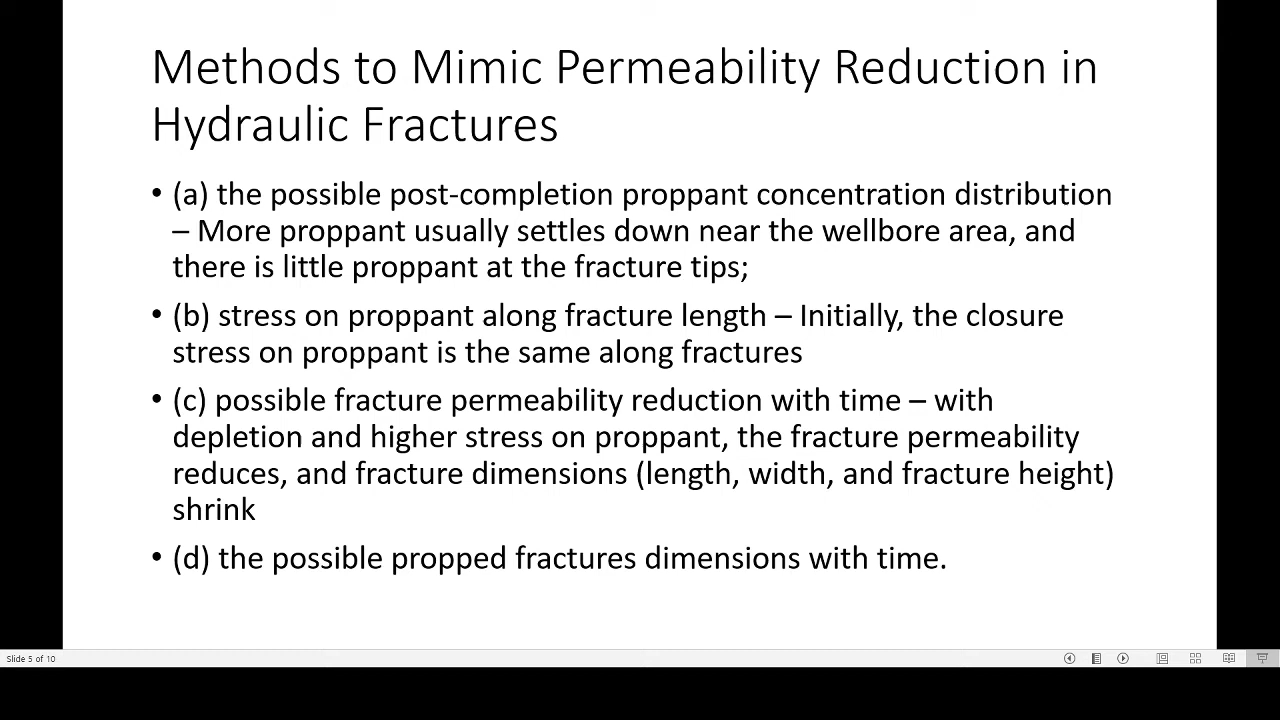 Methods to Mimic Permeability Reduction in
Hydraulic Fractures
• (a) the possible post-completion proppant concentration distribution
– More proppant usually settles down near the wellbore area, and
there is little proppant at the fracture tips;
• (b) stress on proppant along fracture length – Initially, the closure
stress on proppant is the same along fractures
• (c) possible fracture permeability reduction with time – with
depletion and higher stress on proppant, the fracture permeability
reduces, and fracture dimensions (length, width, and fracture height)
shrink
• (d) the possible propped fractures dimensions with time.
Slide 5 of 10